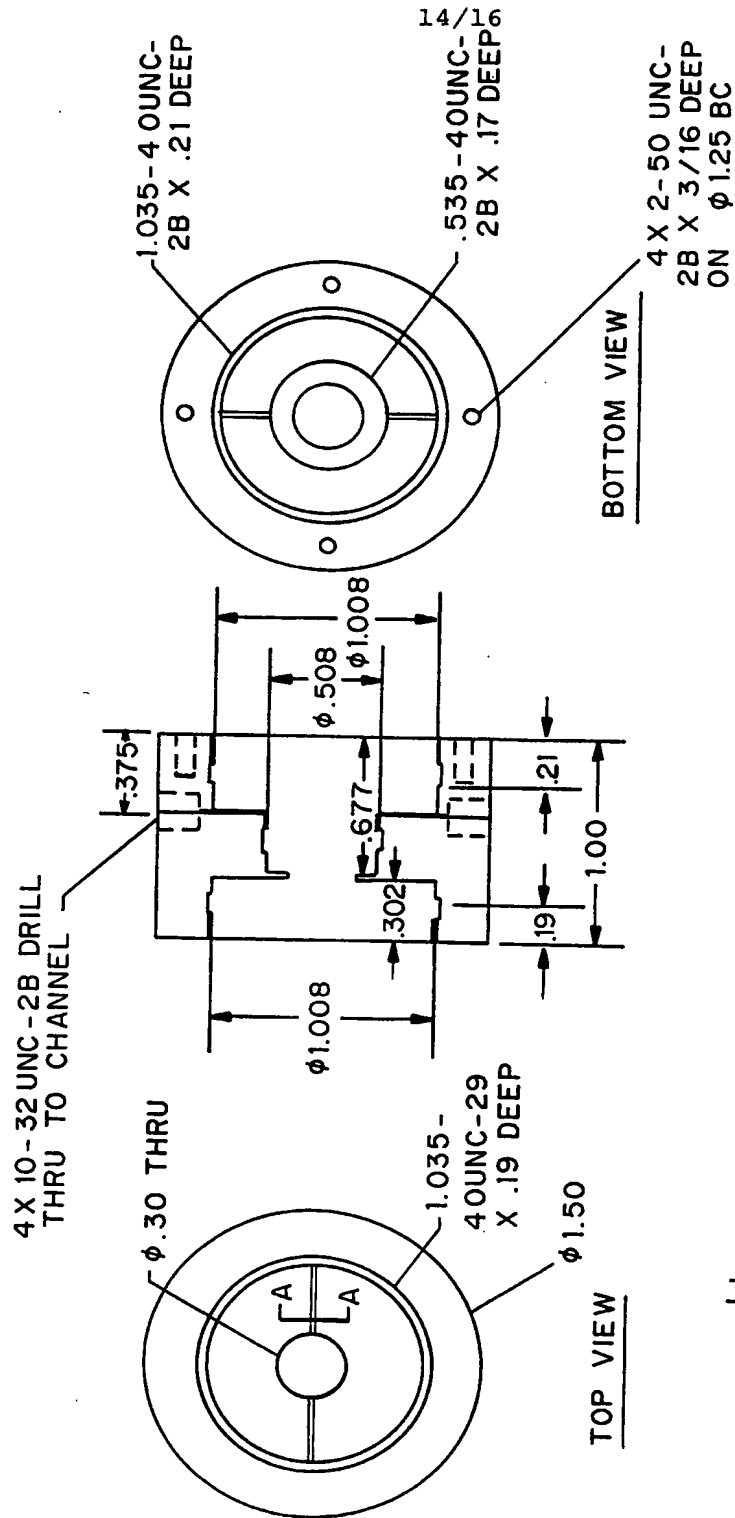 14/16
4 X 10-32 UNC-2B DRILL
THRU TO CHANNEL
φ.30 THRU
A
A
1.035-
40UNC-29
X .19 DEEP
φ1.50
TOP VIEW
.375
φ1.008
.302
.677
φ.508
φ1.008
.19
.21
1.00
1.035-4 0UNC-
2B X .21 DEEP
.535-40UNC-
2B X .17 DEEP
4 X 2-50 UNC-
2B X 3/16 DEEP
ON φ1.25 BC
BOTTOM VIEW